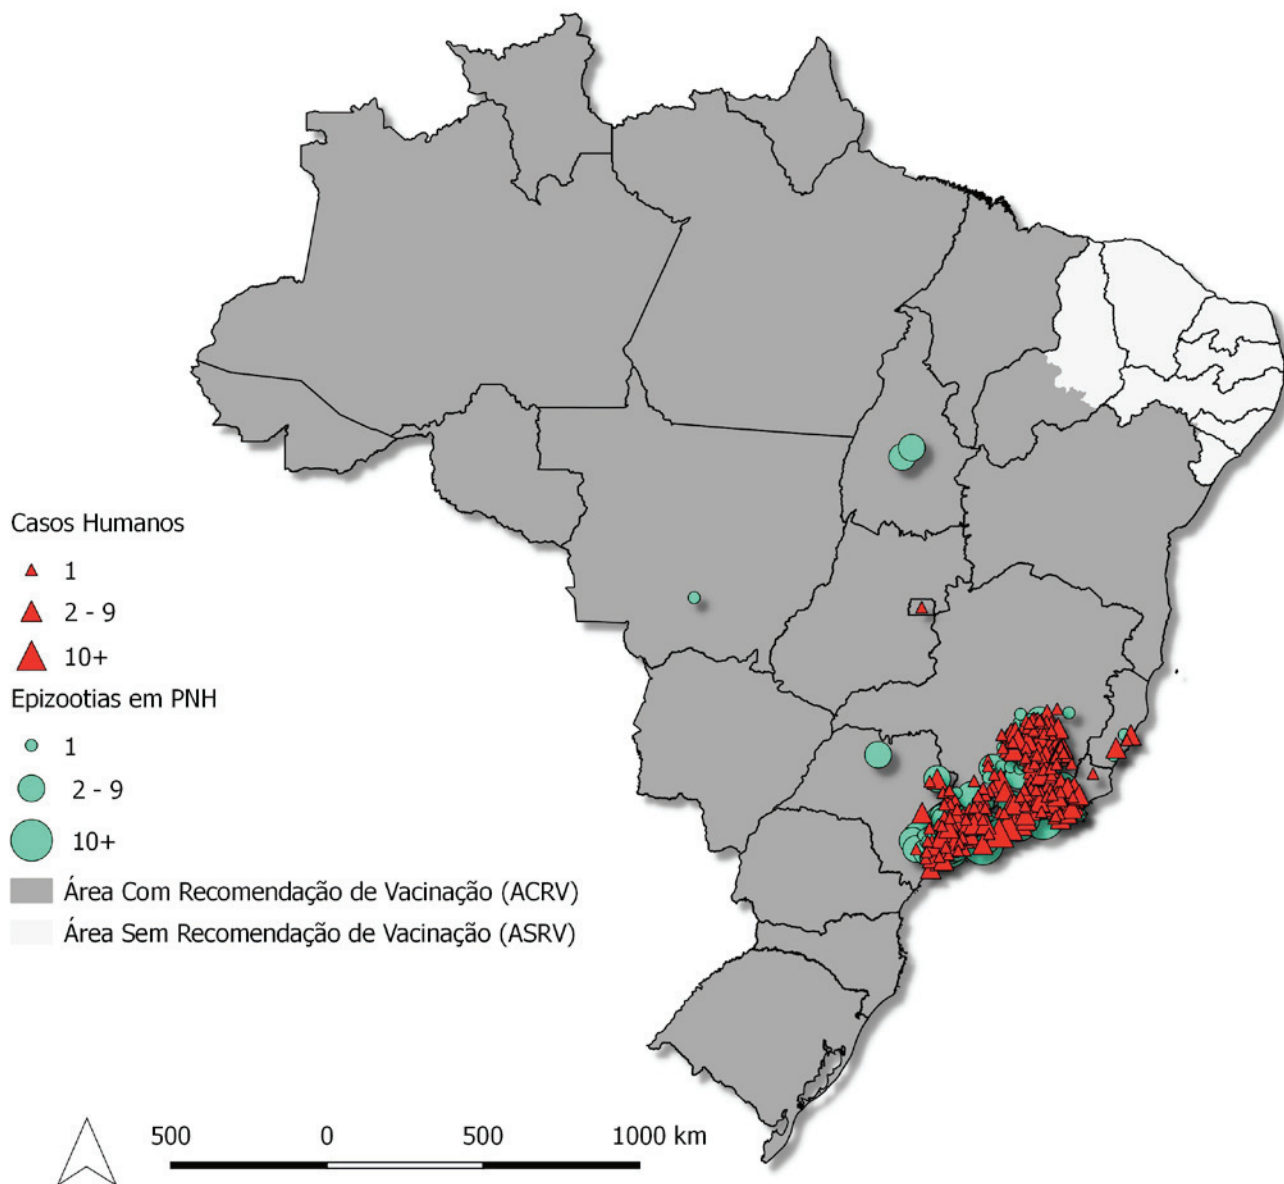 Casos Humanos
1
2 - 9
10+
Epizootias em PNH
1
2 - 9
10+
Área Com Recomendação de Vacinação (ACRV)
Área Sem Recomendação de Vacinação (ASRV)
500 0 500 1000 km